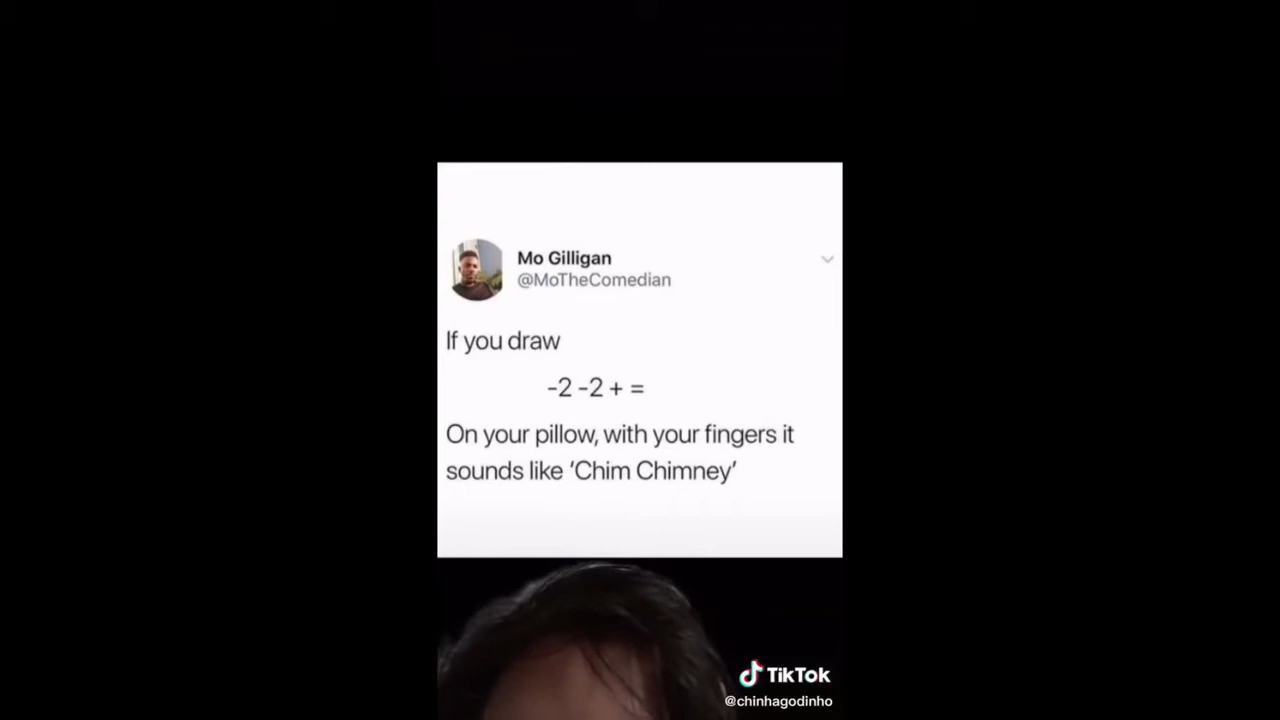 Mo Gilligan
@MoTheComedian
If you draw
-2 -2 + =
On your pillow, with your fingers it
sounds like ‘Chim Chimney’
TikTok
@chinhagodinho